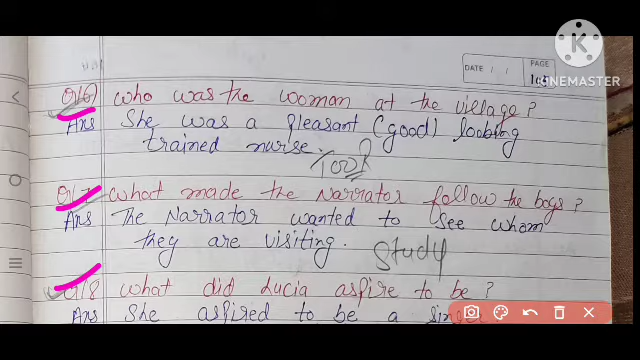 K
KINEMASTER
DATE / /
PAGE
105
Q16) Who was the woman at the village?
Ans She was a pleasant (good) looking
trained nurse.
Q17 What made the Narrator follow the boys?
Ans The Narrator wanted to see whom
they are visiting. Study
Q18 What did Lucia aspire to be?
Ans She aspired to be a singer